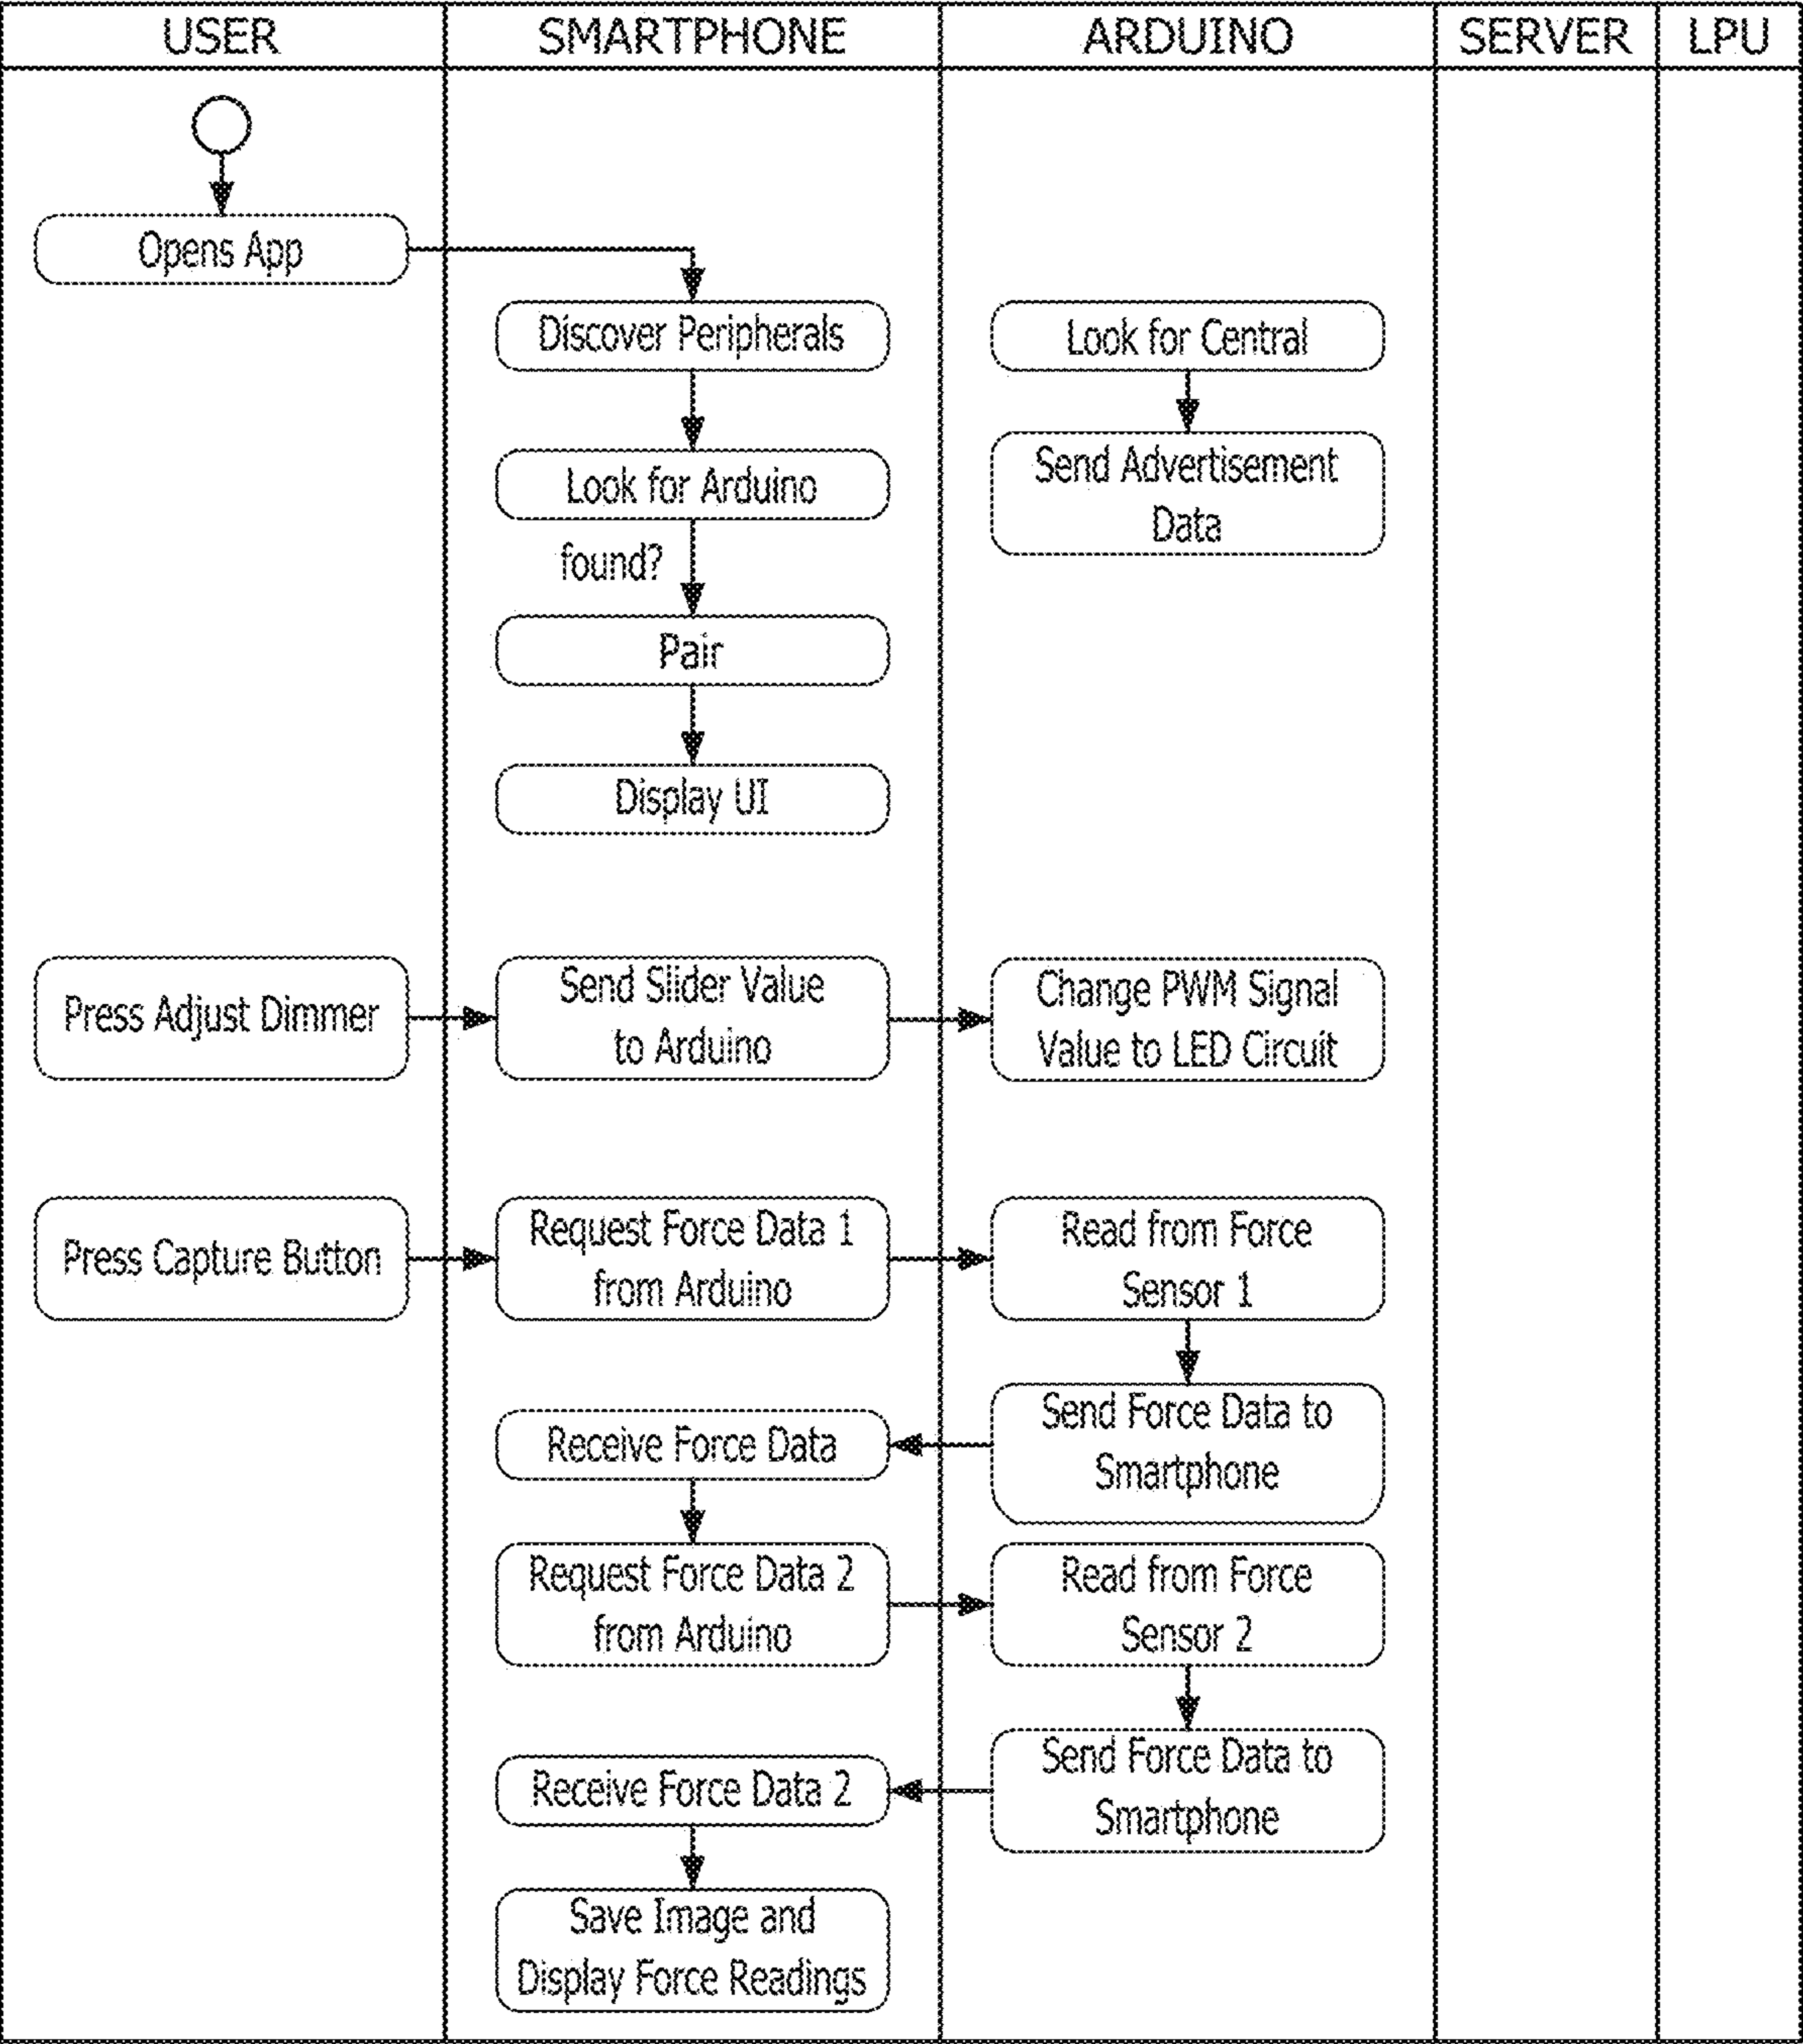 USER
SMARTPHONE
ARDUINO
SERVER
LPU
Opens App
Discover Peripherals
Look for Central
Look for Arduino
Send Advertisement
Data
found?
Pair
Display UI
Press Adjust Dimmer
Send Slider Value
to Arduino
Change PWM Signal
Value to LED Circuit
Press Capture Button
Request Force Data 1
from Arduino
Read from Force
Sensor 1
Receive Force Data
Send Force Data to
Smartphone
Request Force Data 2
from Arduino
Read from Force
Sensor 2
Receive Force Data 2
Send Force Data to
Smartphone
Save Image and
Display Force Readings